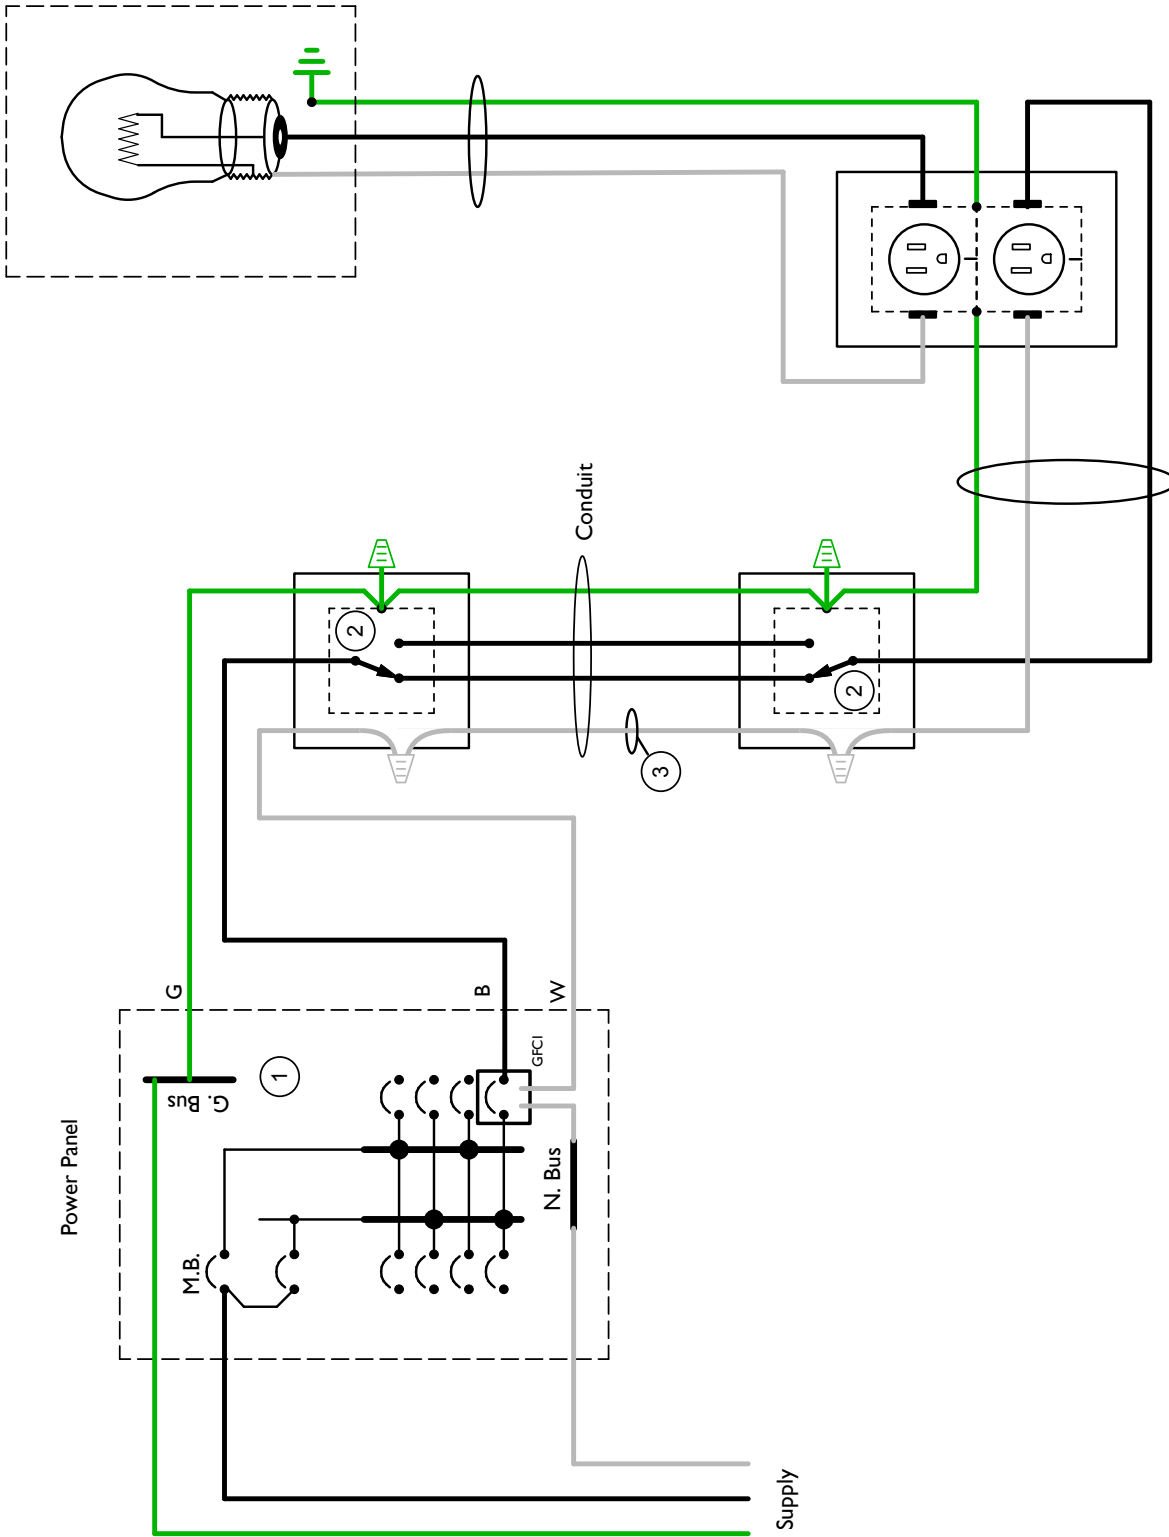 Power Panel
G. Bus
1
M.B.
G
B
W
GFCI
N. Bus
Supply
2
Conduit
3
2